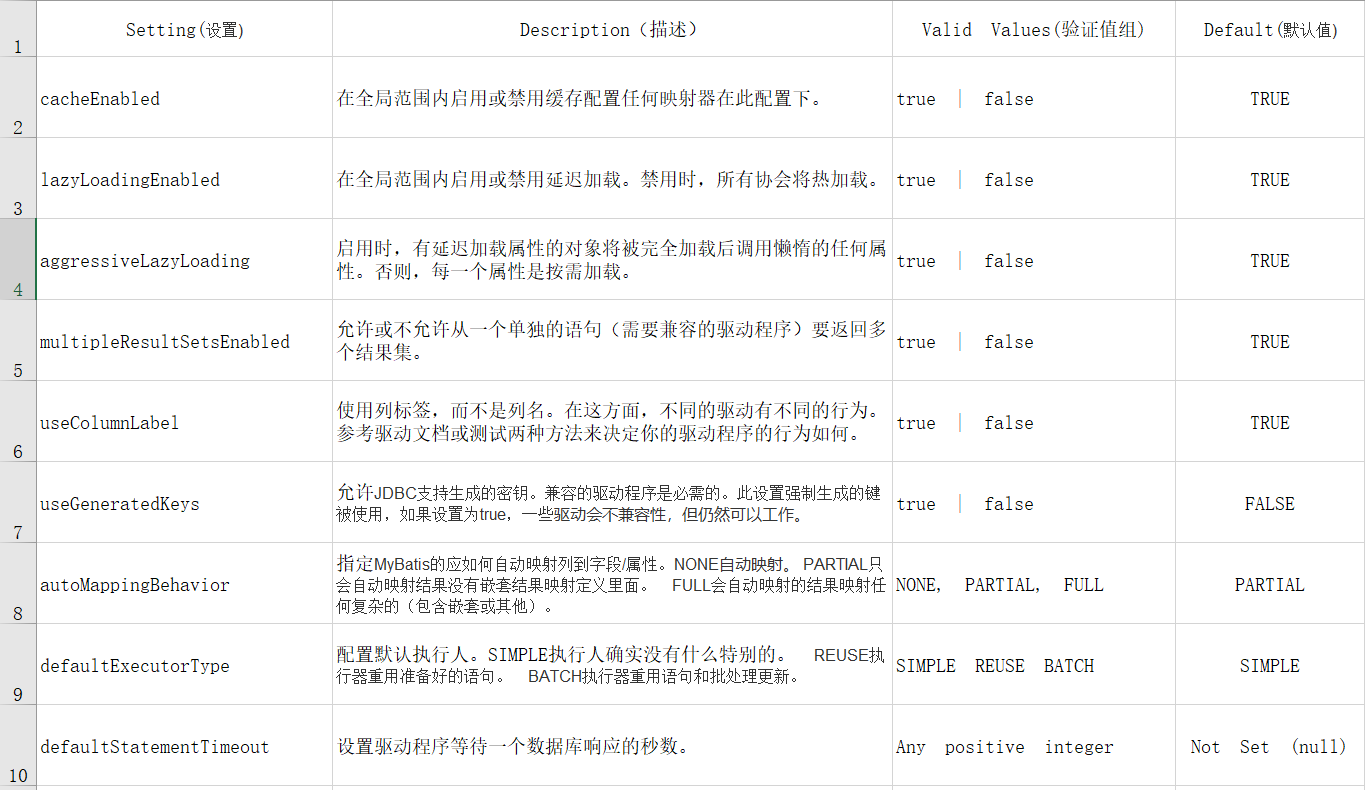 Setting(设置) Description（描述） Valid Values(验证值组) Default(默认值)
1
cacheEnabled 在全局范围内启用或禁用缓存配置任何映射器在此配置下。 true | false TRUE
2
lazyLoadingEnabled 在全局范围内启用或禁用延迟加载。禁用时，所有协会将热加载。 true | false TRUE
3
启用时，有延迟加载属性的对象将被完全加载后调用懒惰的任何属
aggressiveLazyLoading true | false TRUE
性。否则，每一个属性是按需加载。
4
允许或不允许从一个单独的语句（需要兼容的驱动程序）要返回多
multipleResultSetsEnabled true | false TRUE
个结果集。
5
使用列标签，而不是列名。在这方面，不同的驱动有不同的行为。
useColumnLabel true | false TRUE
参考驱动文档或测试两种方法来决定你的驱动程序的行为如何。
6
允许JDBC支持生成的密钥。兼容的驱动程序是必需的。此设置强制生成的键
useGeneratedKeys true | false FALSE
被使用，如果设置为true，一些驱动会不兼容性，但仍然可以工作。
7
指定MyBatis的应如何自动映射列到字段/属性。NONE自动映射。 PARTIAL只
autoMappingBehavior 会自动映射结果没有嵌套结果映射定义里面。 FULL会自动映射的结果映射任 NONE, PARTIAL, FULL PARTIAL
何复杂的（包含嵌套或其他）。
8
配置默认执行人。SIMPLE执行人确实没有什么特别的。 REUSE执
defaultExecutorType SIMPLE REUSE BATCH SIMPLE
行器重用准备好的语句。 BATCH执行器重用语句和批处理更新。
9
defaultStatementTimeout 设置驱动程序等待一个数据库响应的秒数。 Any positive integer Not Set (null)
10